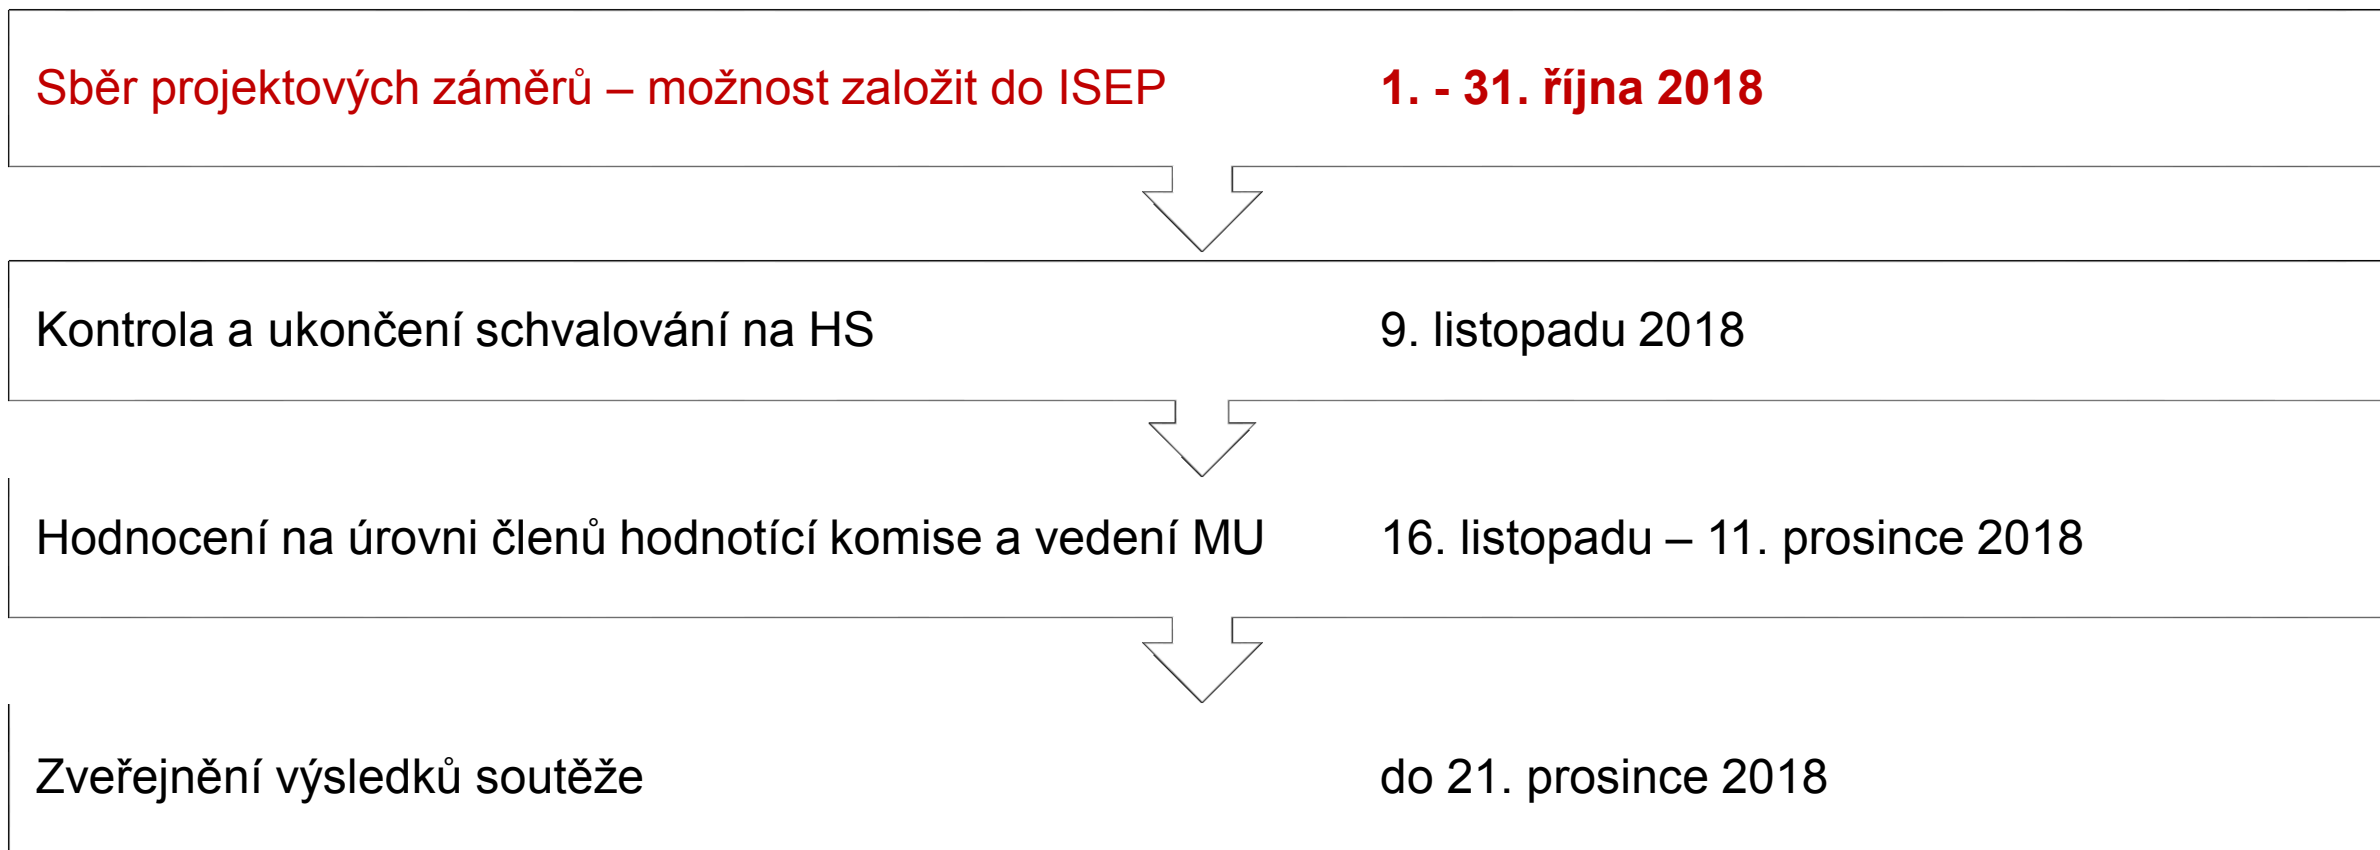 Sběr projektových záměrů – možnost založit do ISEP 1. - 31. října 2018
Kontrola a ukončení schvalování na HS 9. listopadu 2018
Hodnocení na úrovni členů hodnotící komise a vedení MU 16. listopadu – 11. prosince 2018
Zveřejnění výsledků soutěže do 21. prosince 2018